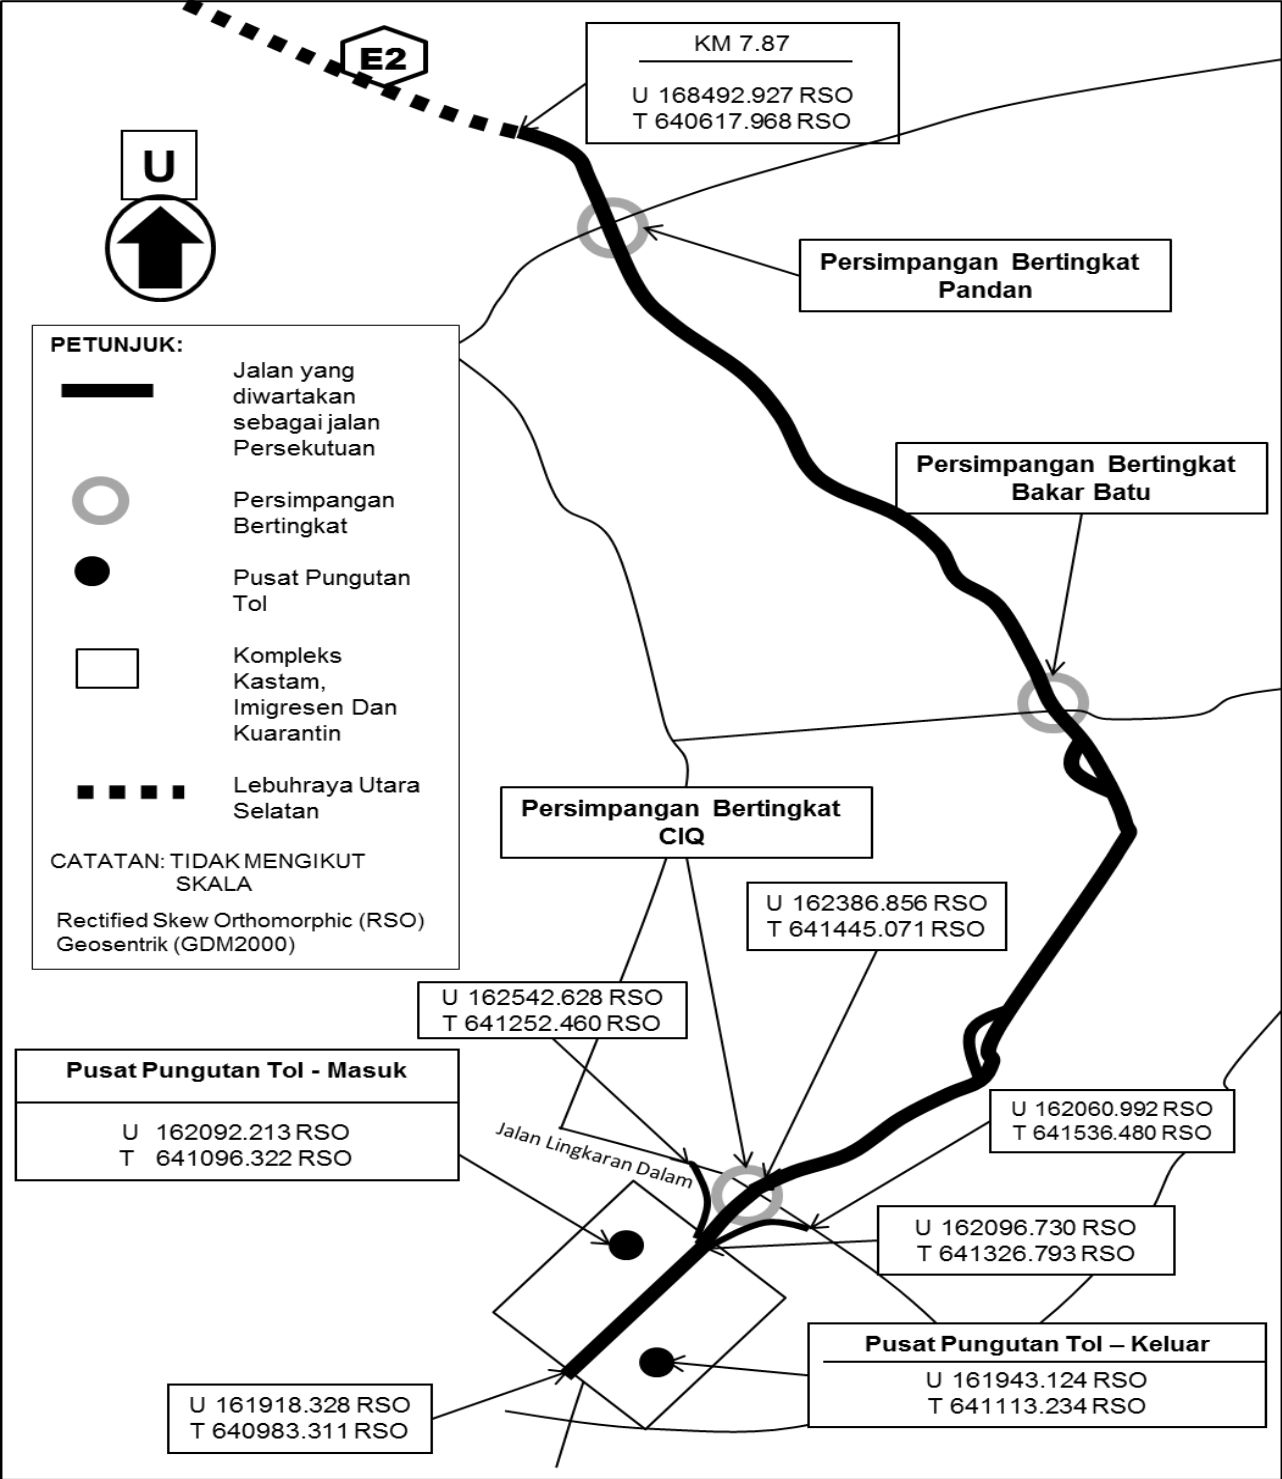 E2
KM 7.87
U 168492.927 RSO
T 640617.968 RSO
U
Persimpangan Bertingkat
Pandan
PETUNJUK:
Jalan yang
diwartakan
sebagai jalan
Persekutuan
Persimpangan
Bertingkat
Pusat Pungutan
Tol
Kompleks
Kastam,
Imigresen Dan
Kuarantin
Lebuhraya Utara
Selatan
CATATAN: TIDAK MENGIKUT
SKALA
Rectified Skew Orthomorphic (RSO)
Geosentrik (GDM2000)
Persimpangan Bertingkat
Bakar Batu
Persimpangan Bertingkat
CIQ
U 162386.856 RSO
T 641445.071 RSO
U 162542.628 RSO
T 641252.460 RSO
Pusat Pungutan Tol - Masuk
U 162092.213 RSO
T 641096.322 RSO
Jalan Lingkaran Dalam
U 162060.992 RSO
T 641536.480 RSO
U 162096.730 RSO
T 641326.793 RSO
Pusat Pungutan Tol – Keluar
U 161943.124 RSO
T 641113.234 RSO
U 161918.328 RSO
T 640983.311 RSO